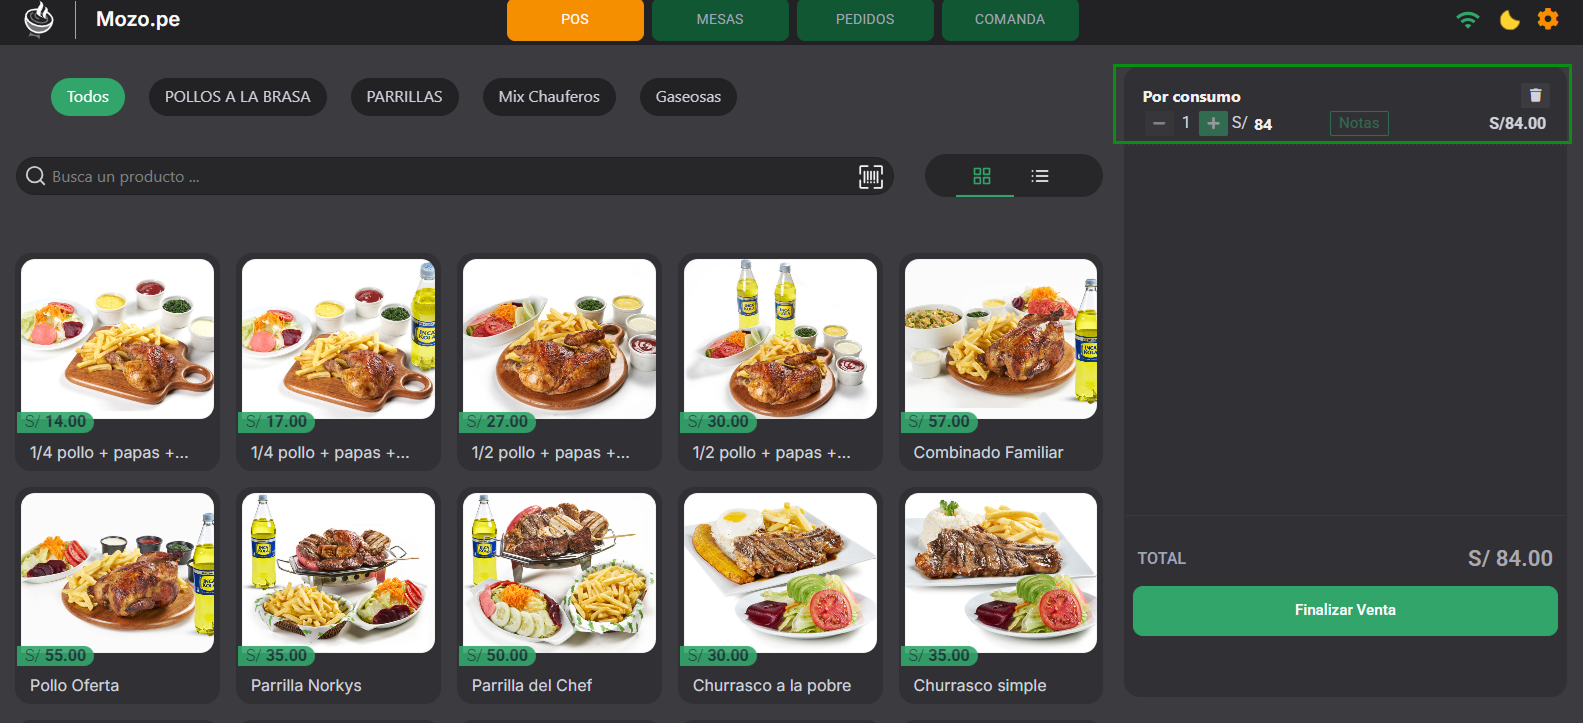 Mozo.pe
POS
MESAS
PEDIDOS
COMANDA
Todos
POLLOS A LA BRASA
PARRILLAS
Mix Chauferos
Gaseosas
Busca un producto ...
Por consumo
1
S/ 84
Notas
S/84.00
S/ 14.00
1/4 pollo + papas +...
S/ 17.00
1/4 pollo + papas +...
S/ 27.00
1/2 pollo + papas +...
S/ 30.00
1/2 pollo + papas +...
S/ 57.00
Combinado Familiar
S/ 55.00
Pollo Oferta
S/ 35.00
Parrilla Norkys
S/ 50.00
Parrilla del Chef
S/ 30.00
Churrasco a la pobre
S/ 35.00
Churrasco simple
TOTAL
S/ 84.00
Finalizar Venta